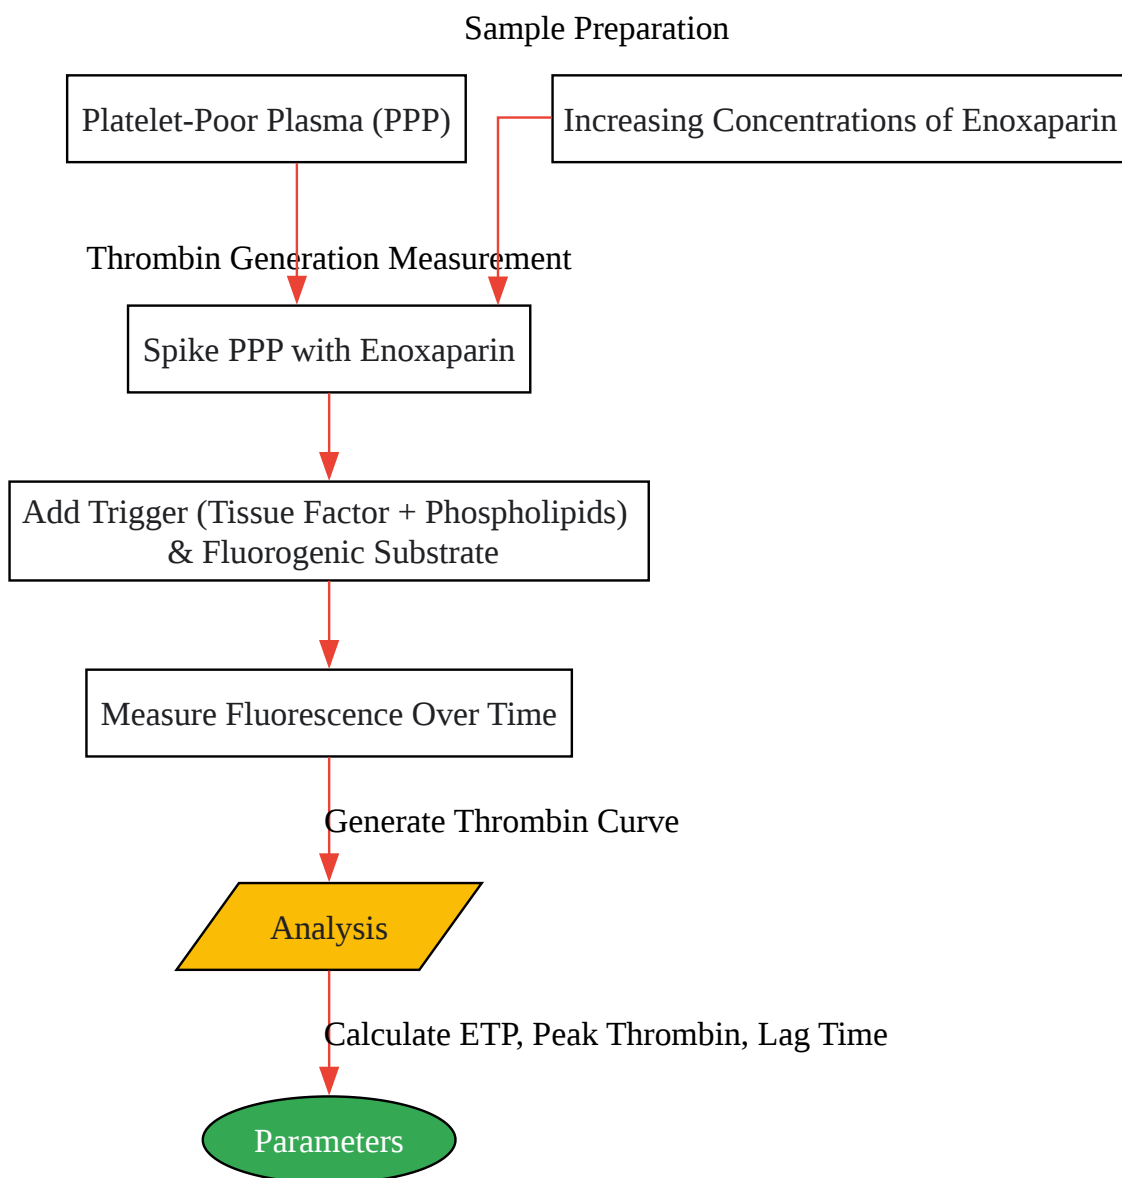 Sample Preparation
Platelet-Poor Plasma (PPP)
Increasing Concentrations of Enoxaparin
Thrombin Generation Measurement
Spike PPP with Enoxaparin
Add Trigger (Tissue Factor + Phospholipids)
& Fluorogenic Substrate
Measure Fluorescence Over Time
Generate Thrombin Curve
Analysis
Calculate ETP, Peak Thrombin, Lag Time
Parameters